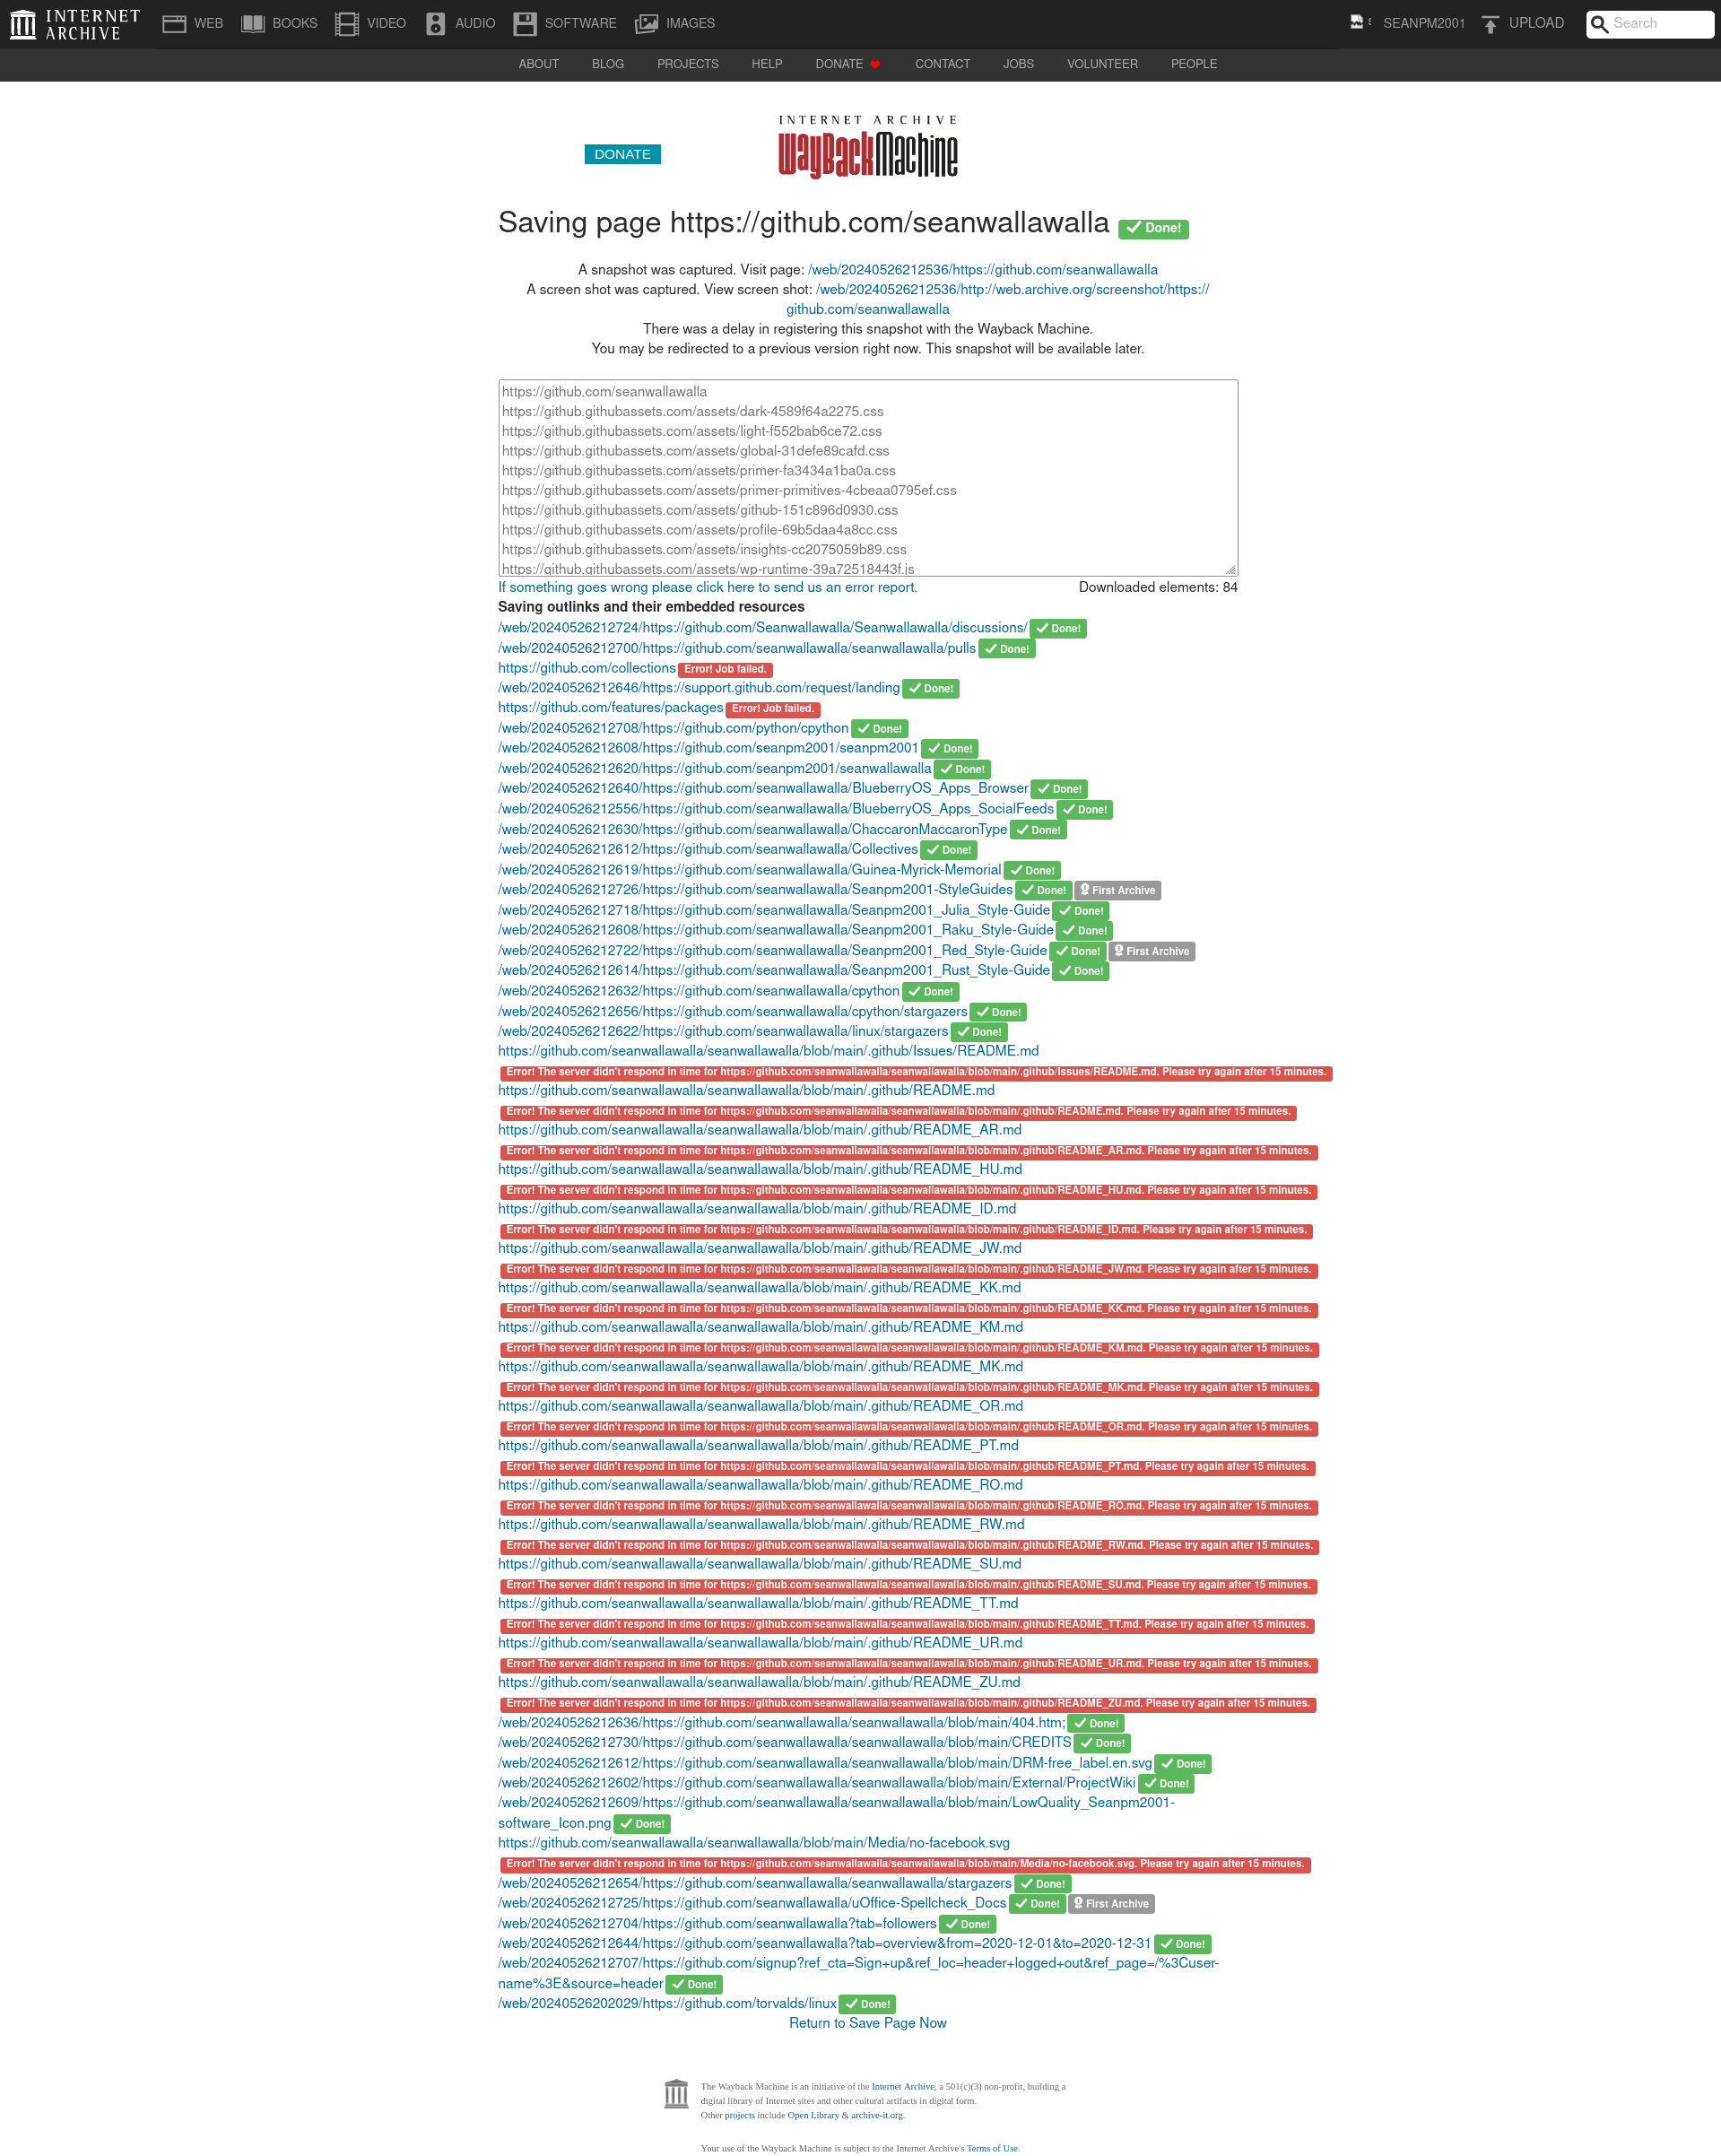 INTERNET ARCHIVE
WEB BOOKS VIDEO AUDIO SOFTWARE IMAGES SEANPM2001 UPLOAD Search
ABOUT BLOG PROJECTS HELP DONATE CONTACT JOBS VOLUNTEER PEOPLE
INTERNET ARCHIVE
DONATE WayBackMachine
Saving page https://github.com/seanwallawalla Done!
A snapshot was captured. Visit page: /web/20240526212536/https://github.com/seanwallawalla
A screen shot was captured. View screen shot: /web/20240526212536/http://web.archive.org/screenshot/https://
github.com/seanwallawalla
There was a delay in registering this snapshot with the Wayback Machine.
You may be redirected to a previous version right now. This snapshot will be available later.
https://github.com/seanwallawalla
https://github.githubassets.com/assets/dark-4589f64a2275.css
https://github.githubassets.com/assets/light-f552bab6ce72.css
https://github.githubassets.com/assets/global-31defe89cafd.css
https://github.githubassets.com/assets/primer-fa3434a1ba0a.css
https://github.githubassets.com/assets/primer-primitives-4cbeaa0795ef.css
https://github.githubassets.com/assets/github-151c896d0930.css
https://github.githubassets.com/assets/profile-69b5daa4a8cc.css
https://github.githubassets.com/assets/insights-cc2075059b89.css
https://github.githubassets.com/assets/wp-runtime-39a72518443f.js
If something goes wrong please click here to send us an error report. Downloaded elements: 84
Saving outlinks and their embedded resources
/web/20240526212724/https://github.com/Seanwallawalla/Seanwallawalla/discussions/ Done!
/web/20240526212700/https://github.com/seanwallawalla/seanwallawalla/pulls Done!
https://github.com/collections Error! Job failed.
/web/20240526212646/https://support.github.com/request/landing Done!
https://github.com/features/packages Error! Job failed.
/web/20240526212708/https://github.com/python/cpython Done!
/web/20240526212608/https://github.com/seanpm2001/seanpm2001 Done!
/web/20240526212620/https://github.com/seanpm2001/seanwallawalla Done!
/web/20240526212640/https://github.com/seanwallawalla/BlueberryOS_Apps_Browser Done!
/web/20240526212556/https://github.com/seanwallawalla/BlueberryOS_Apps_SocialFeeds Done!
/web/20240526212630/https://github.com/seanwallawalla/ChaccaronMaccaronType Done!
/web/20240526212612/https://github.com/seanwallawalla/Collectives Done!
/web/20240526212619/https://github.com/seanwallawalla/Guinea-Myrick-Memorial Done!
/web/20240526212726/https://github.com/seanwallawalla/Seanpm2001-StyleGuides Done! First Archive
/web/20240526212718/https://github.com/seanwallawalla/Seanpm2001_Julia_Style-Guide Done!
/web/20240526212608/https://github.com/seanwallawalla/Seanpm2001_Raku_Style-Guide Done!
/web/20240526212722/https://github.com/seanwallawalla/Seanpm2001_Red_Style-Guide Done! First Archive
/web/20240526212614/https://github.com/seanwallawalla/Seanpm2001_Rust_Style-Guide Done!
/web/20240526212632/https://github.com/seanwallawalla/cpython Done!
/web/20240526212656/https://github.com/seanwallawalla/cpython/stargazers Done!
/web/20240526212622/https://github.com/seanwallawalla/linux/stargazers Done!
https://github.com/seanwallawalla/seanwallawalla/blob/main/.github/Issues/README.md
Error! The server didn't respond in time for https://github.com/seanwallawalla/seanwallawalla/blob/main/.github/Issues/README.md. Please try again after 15 minutes.
https://github.com/seanwallawalla/seanwallawalla/blob/main/.github/README.md
Error! The server didn't respond in time for https://github.com/seanwallawalla/seanwallawalla/blob/main/.github/README.md. Please try again after 15 minutes.
https://github.com/seanwallawalla/seanwallawalla/blob/main/.github/README_AR.md
Error! The server didn't respond in time for https://github.com/seanwallawalla/seanwallawalla/blob/main/.github/README_AR.md. Please try again after 15 minutes.
https://github.com/seanwallawalla/seanwallawalla/blob/main/.github/README_HU.md
Error! The server didn't respond in time for https://github.com/seanwallawalla/seanwallawalla/blob/main/.github/README_HU.md. Please try again after 15 minutes.
https://github.com/seanwallawalla/seanwallawalla/blob/main/.github/README_ID.md
Error! The server didn't respond in time for https://github.com/seanwallawalla/seanwallawalla/blob/main/.github/README_ID.md. Please try again after 15 minutes.
https://github.com/seanwallawalla/seanwallawalla/blob/main/.github/README_JW.md
Error! The server didn't respond in time for https://github.com/seanwallawalla/seanwallawalla/blob/main/.github/README_JW.md. Please try again after 15 minutes.
https://github.com/seanwallawalla/seanwallawalla/blob/main/.github/README_KK.md
Error! The server didn't respond in time for https://github.com/seanwallawalla/seanwallawalla/blob/main/.github/README_KK.md. Please try again after 15 minutes.
https://github.com/seanwallawalla/seanwallawalla/blob/main/.github/README_KM.md
Error! The server didn't respond in time for https://github.com/seanwallawalla/seanwallawalla/blob/main/.github/README_KM.md. Please try again after 15 minutes.
https://github.com/seanwallawalla/seanwallawalla/blob/main/.github/README_MK.md
Error! The server didn't respond in time for https://github.com/seanwallawalla/seanwallawalla/blob/main/.github/README_MK.md. Please try again after 15 minutes.
https://github.com/seanwallawalla/seanwallawalla/blob/main/.github/README_OR.md
Error! The server didn't respond in time for https://github.com/seanwallawalla/seanwallawalla/blob/main/.github/README_OR.md. Please try again after 15 minutes.
https://github.com/seanwallawalla/seanwallawalla/blob/main/.github/README_PT.md
Error! The server didn't respond in time for https://github.com/seanwallawalla/seanwallawalla/blob/main/.github/README_PT.md. Please try again after 15 minutes.
https://github.com/seanwallawalla/seanwallawalla/blob/main/.github/README_RO.md
Error! The server didn't respond in time for https://github.com/seanwallawalla/seanwallawalla/blob/main/.github/README_RO.md. Please try again after 15 minutes.
https://github.com/seanwallawalla/seanwallawalla/blob/main/.github/README_RW.md
Error! The server didn't respond in time for https://github.com/seanwallawalla/seanwallawalla/blob/main/.github/README_RW.md. Please try again after 15 minutes.
https://github.com/seanwallawalla/seanwallawalla/blob/main/.github/README_SU.md
Error! The server didn't respond in time for https://github.com/seanwallawalla/seanwallawalla/blob/main/.github/README_SU.md. Please try again after 15 minutes.
https://github.com/seanwallawalla/seanwallawalla/blob/main/.github/README_TT.md
Error! The server didn't respond in time for https://github.com/seanwallawalla/seanwallawalla/blob/main/.github/README_TT.md. Please try again after 15 minutes.
https://github.com/seanwallawalla/seanwallawalla/blob/main/.github/README_UR.md
Error! The server didn't respond in time for https://github.com/seanwallawalla/seanwallawalla/blob/main/.github/README_UR.md. Please try again after 15 minutes.
https://github.com/seanwallawalla/seanwallawalla/blob/main/.github/README_ZU.md
Error! The server didn't respond in time for https://github.com/seanwallawalla/seanwallawalla/blob/main/.github/README_ZU.md. Please try again after 15 minutes.
/web/20240526212636/https://github.com/seanwallawalla/seanwallawalla/blob/main/404.htm; Done!
/web/20240526212730/https://github.com/seanwallawalla/seanwallawalla/blob/main/CREDITS Done!
/web/20240526212612/https://github.com/seanwallawalla/seanwallawalla/blob/main/DRM-free_label.en.svg Done!
/web/20240526212602/https://github.com/seanwallawalla/seanwallawalla/blob/main/External/ProjectWiki Done!
/web/20240526212609/https://github.com/seanwallawalla/seanwallawalla/blob/main/LowQuality_Seanpm2001-
software_Icon.png Done!
https://github.com/seanwallawalla/seanwallawalla/blob/main/Media/no-facebook.svg
Error! The server didn't respond in time for https://github.com/seanwallawalla/seanwallawalla/blob/main/Media/no-facebook.svg. Please try again after 15 minutes.
/web/20240526212654/https://github.com/seanwallawalla/seanwallawalla/stargazers Done!
/web/20240526212725/https://github.com/seanwallawalla/uOffice-Spellcheck_Docs Done! First Archive
/web/20240526212704/https://github.com/seanwallawalla?tab=followers Done!
/web/20240526212644/https://github.com/seanwallawalla?tab=overview&from=2020-12-01&to=2020-12-31 Done!
/web/20240526212707/https://github.com/signup?ref_cta=Sign+up&ref_loc=header+logged+out&ref_page=/%3Cuser-
name%3E&source=header Done!
/web/20240526202029/https://github.com/torvalds/linux Done!
Return to Save Page Now
The Wayback Machine is an initiative of the Internet Archive, a 501(c)(3) non-profit, building a
digital library of Internet sites and other cultural artifacts in digital form.
Other projects include Open Library & archive-it.org.
Your use of the Wayback Machine is subject to the Internet Archive's Terms of Use.